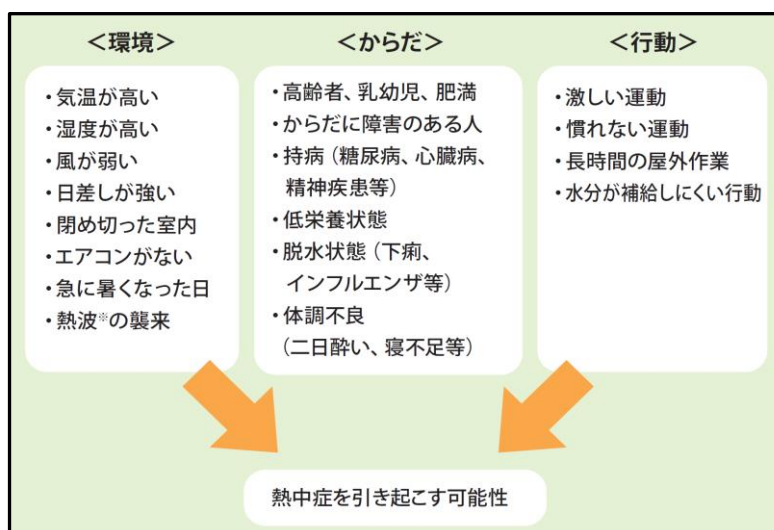 ＜環境＞
・気温が高い
・湿度が高い
・風が弱い
・日差しが強い
・閉め切った室内
・エアコンがない
・急に暑くなった日
・熱波※の襲来
＜からだ＞
・高齢者、乳幼児、肥満
・からだに障害のある人
・持病（糖尿病、心臓病、
精神疾患等）
・低栄養状態
・脱水状態（下痢、
インフルエンザ等）
・体調不良
（二日酔い、寝不足等）
＜行動＞
・激しい運動
・慣れない運動
・長時間の屋外作業
・水分が補給しにくい行動
熱中症を引き起こす可能性